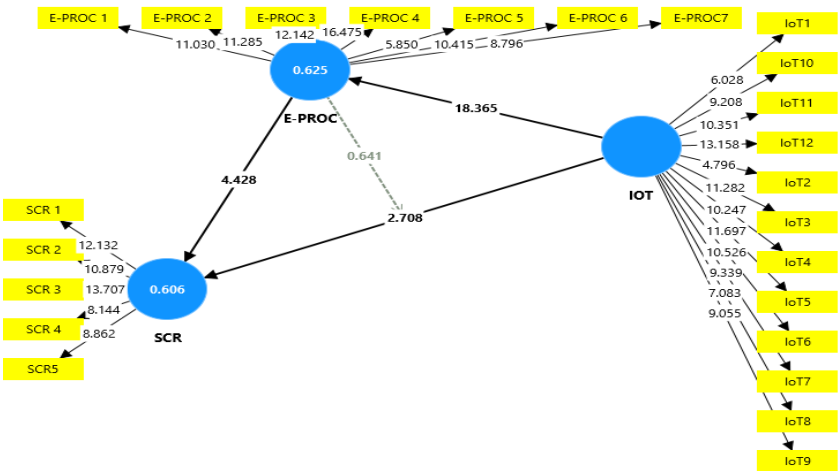 E-PROC 1 E-PROC 2 E-PROC 3 E-PROC 4 E-PROC 5 E-PROC 6 E-PROC7
11.030 11.285 12.142 16.475 5.850 10.415 8.796
0.625
E-PROC
18.365
0.641
4.428
2.708
IOT
IoT1
IoT10
IoT11
IoT12
IoT2
IoT3
IoT4
IoT5
IoT6
IoT7
IoT8
IoT9
6.028
9.208
10.351
13.158
4.796
11.282
10.247
11.697
10.526
9.339
7.083
9.055
SCR 1
SCR 2
SCR 3
SCR 4
SCR5
12.132
10.879
13.707
8.144
8.862
0.606
SCR